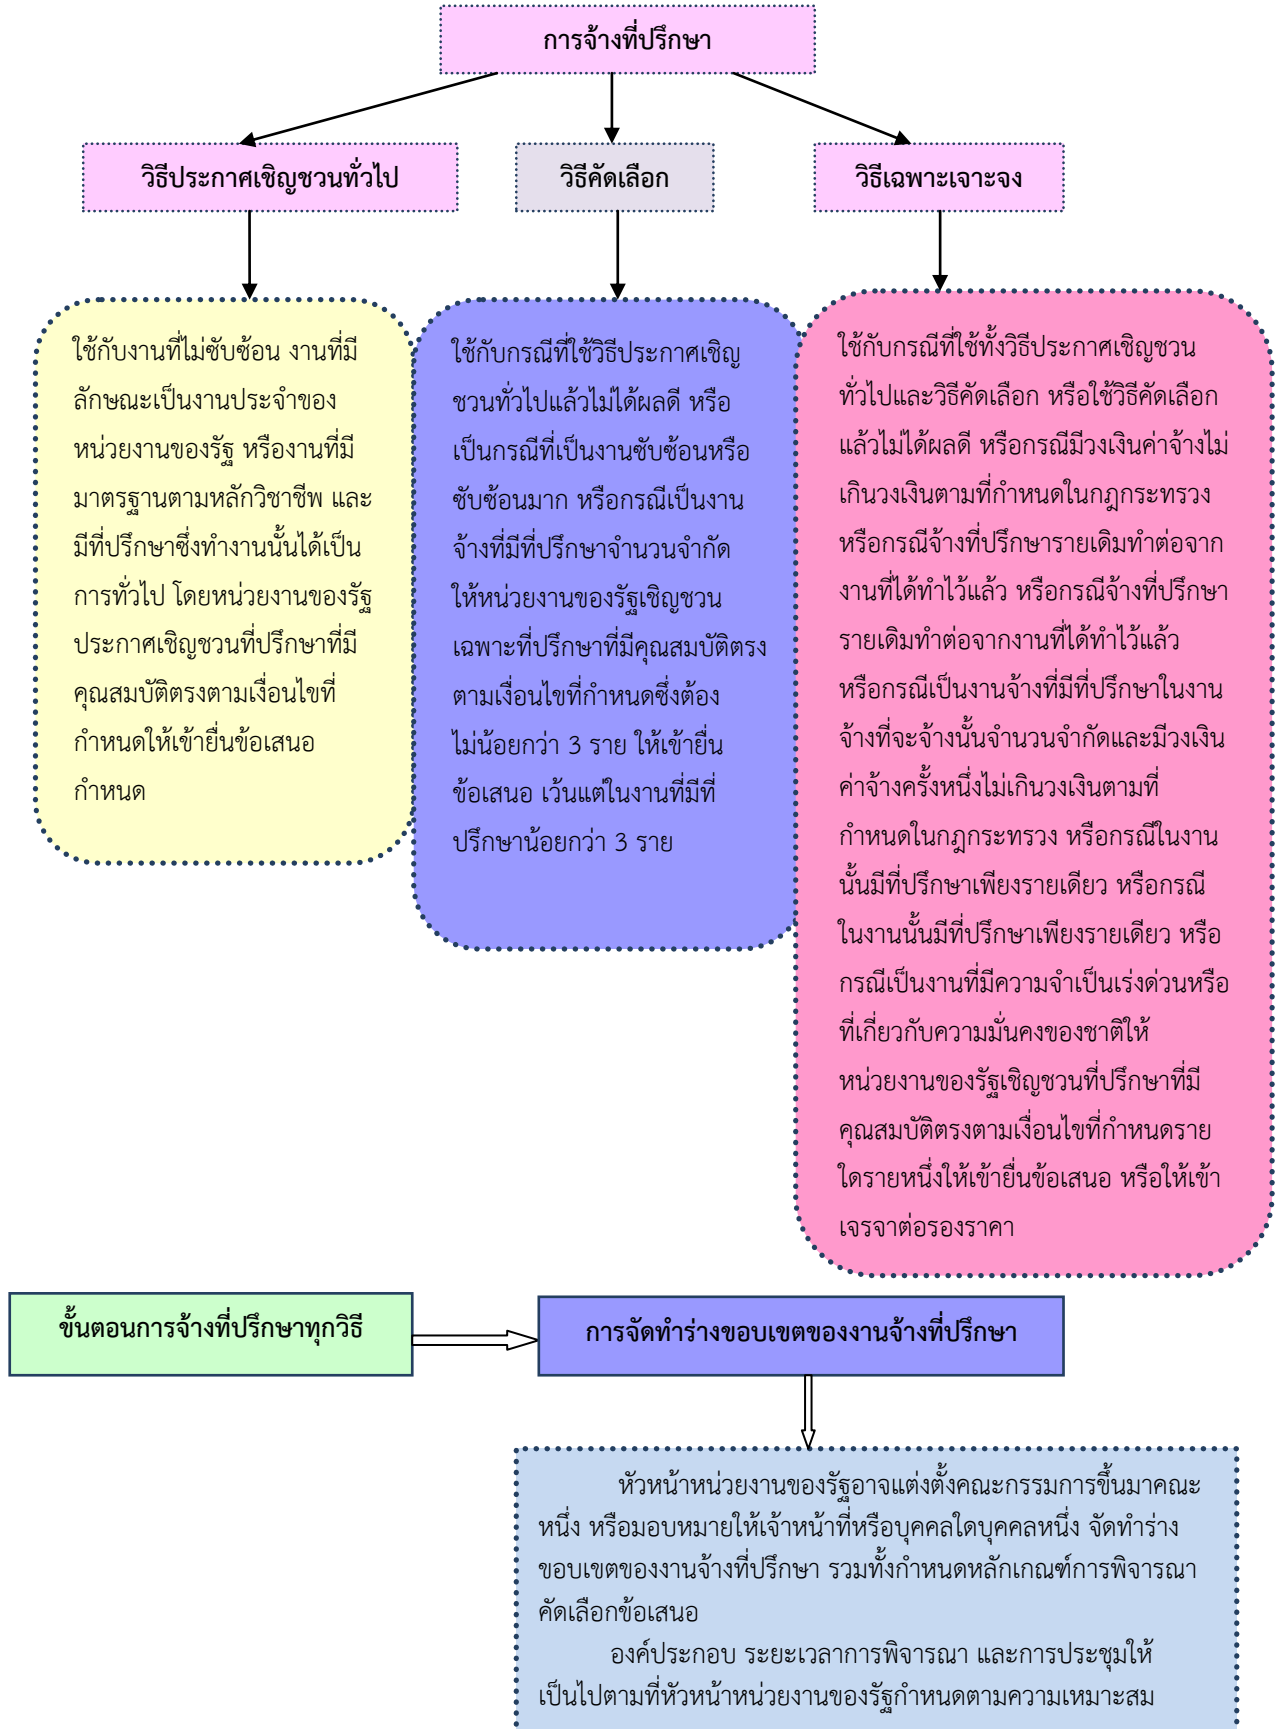 การจ้างที่ปรึกษา
วิธีประกาศเชิญชวนทั่วไป
วิธีคัดเลือก
วิธีเฉพาะเจาะจง
ใช้กับงานที่ไม่ซับซ้อน งานที่มี
ลักษณะเป็นงานประจำของ
หน่วยงานของรัฐ หรืองานที่มี
มาตรฐานตามหลักวิชาชีพ และ
มีที่ปรึกษาซึ่งทำงานนั้นได้เป็น
การทั่วไป โดยหน่วยงานของรัฐ
ประกาศเชิญชวนที่ปรึกษาที่มี
คุณสมบัติตรงตามเงื่อนไขที่
กำหนดให้เข้ายื่นข้อเสนอ
กำหนด
ใช้กับกรณีที่ใช้วิธีประกาศเชิญ
ชวนทั่วไปแล้วไม่ได้ผลดี หรือ
เป็นกรณีที่เป็นงานซับซ้อนหรือ
ซับซ้อนมาก หรือกรณีเป็นงาน
จ้างที่มีที่ปรึกษาจำนวนจำกัด
ให้หน่วยงานของรัฐเชิญชวน
เฉพาะที่ปรึกษาที่มีคุณสมบัติตรง
ตามเงื่อนไขที่กำหนดซึ่งต้อง
ไม่น้อยกว่า 3 ราย ให้เข้ายื่น
ข้อเสนอ เว้นแต่ในงานที่มีที่
ปรึกษาน้อยกว่า 3 ราย
ใช้กับกรณีที่ใช้ทั้งวิธีประกาศเชิญชวน
ทั่วไปและวิธีคัดเลือก หรือใช้วิธีคัดเลือก
แล้วไม่ได้ผลดี หรือกรณีมีวงเงินค่าจ้างไม่
เกินวงเงินตามที่กำหนดในกฎกระทรวง
หรือกรณีจ้างที่ปรึกษารายเดิมทำต่อจาก
งานที่ได้ทำไว้แล้ว หรือกรณีจ้างที่ปรึกษา
รายเดิมทำต่อจากงานที่ได้ทำไว้แล้ว
หรือกรณีเป็นงานจ้างที่มีที่ปรึกษาในงาน
จ้างที่จะจ้างนั้นจำนวนจำกัดและมีวงเงิน
ค่าจ้างครั้งหนึ่งไม่เกินวงเงินตามที่
กำหนดในกฎกระทรวง หรือกรณีในงาน
นั้นมีที่ปรึกษาเพียงรายเดียว หรือกรณี
ในงานนั้นมีที่ปรึกษาเพียงรายเดียว หรือ
กรณีเป็นงานที่มีความจำเป็นเร่งด่วนหรือ
ที่เกี่ยวกับความมั่นคงของชาติให้
หน่วยงานของรัฐเชิญชวนที่ปรึกษาที่มี
คุณสมบัติตรงตามเงื่อนไขที่กำหนดราย
ใดรายหนึ่งให้เข้ายื่นข้อเสนอ หรือให้เข้า
เจรจาต่อรองราคา
ขั้นตอนการจ้างที่ปรึกษาทุกวิธี
การจัดทำร่างขอบเขตของงานจ้างที่ปรึกษา
หัวหน้าหน่วยงานของรัฐอาจแต่งตั้งคณะกรรมการขึ้นมาคณะ
หนึ่ง หรือมอบหมายให้เจ้าหน้าที่หรือบุคคลใดบุคคลหนึ่ง จัดทำร่าง
ขอบเขตของงานจ้างที่ปรึกษา รวมทั้งกำหนดหลักเกณฑ์การพิจารณา
คัดเลือกข้อเสนอ
องค์ประกอบ ระยะเวลาการพิจารณา และการประชุมให้
เป็นไปตามที่หัวหน้าหน่วยงานของรัฐกำหนดตามความเหมาะสม